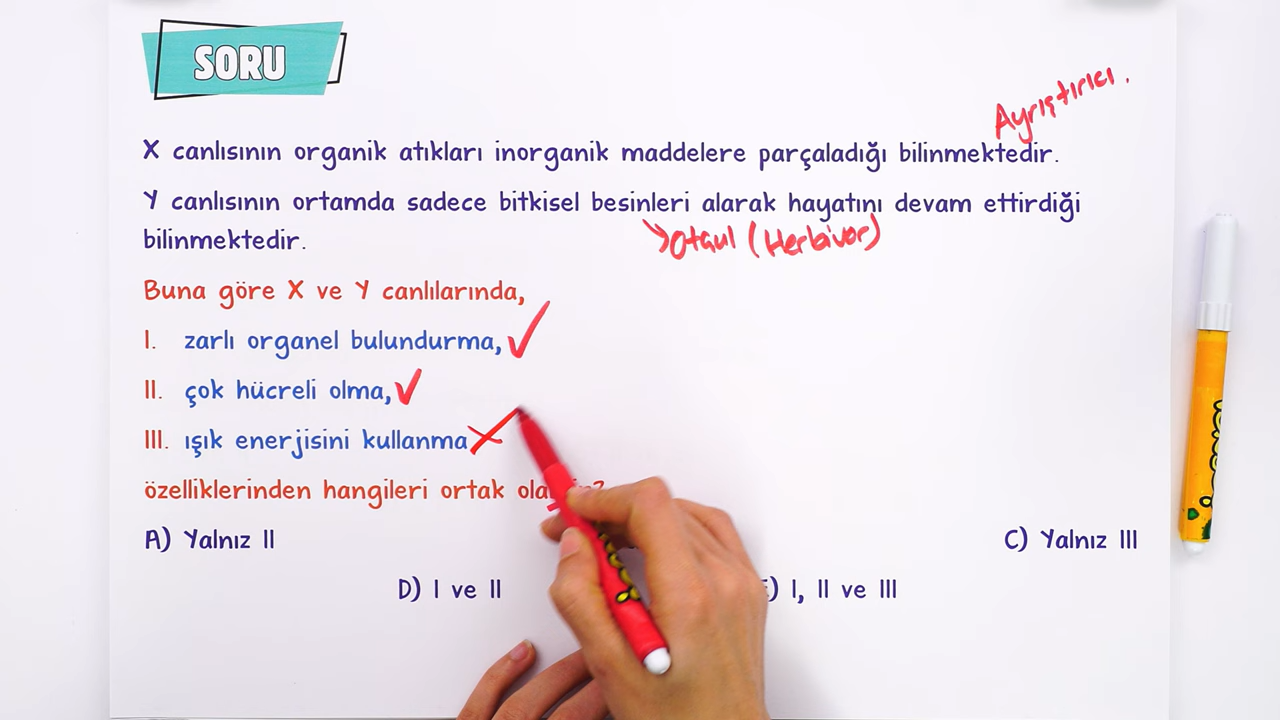 SORU
Ayrıştırıcı.
X canlısının organik atıkları inorganik maddelere parçaladığı bilinmektedir.
Y canlısının ortamda sadece bitkisel besinleri alarak hayatını devam ettirdiği
Otçul (Herbivor)
bilinmektedir.
Buna göre X ve Y canlılarında,
I. zarlı organel bulundurma,
II. çok hücreli olma,
III. ışık enerjisini kullanma
özelliklerinden hangileri ortak
A) Yalnız II
C) Yalnız III
D) I ve II
) I, II ve III